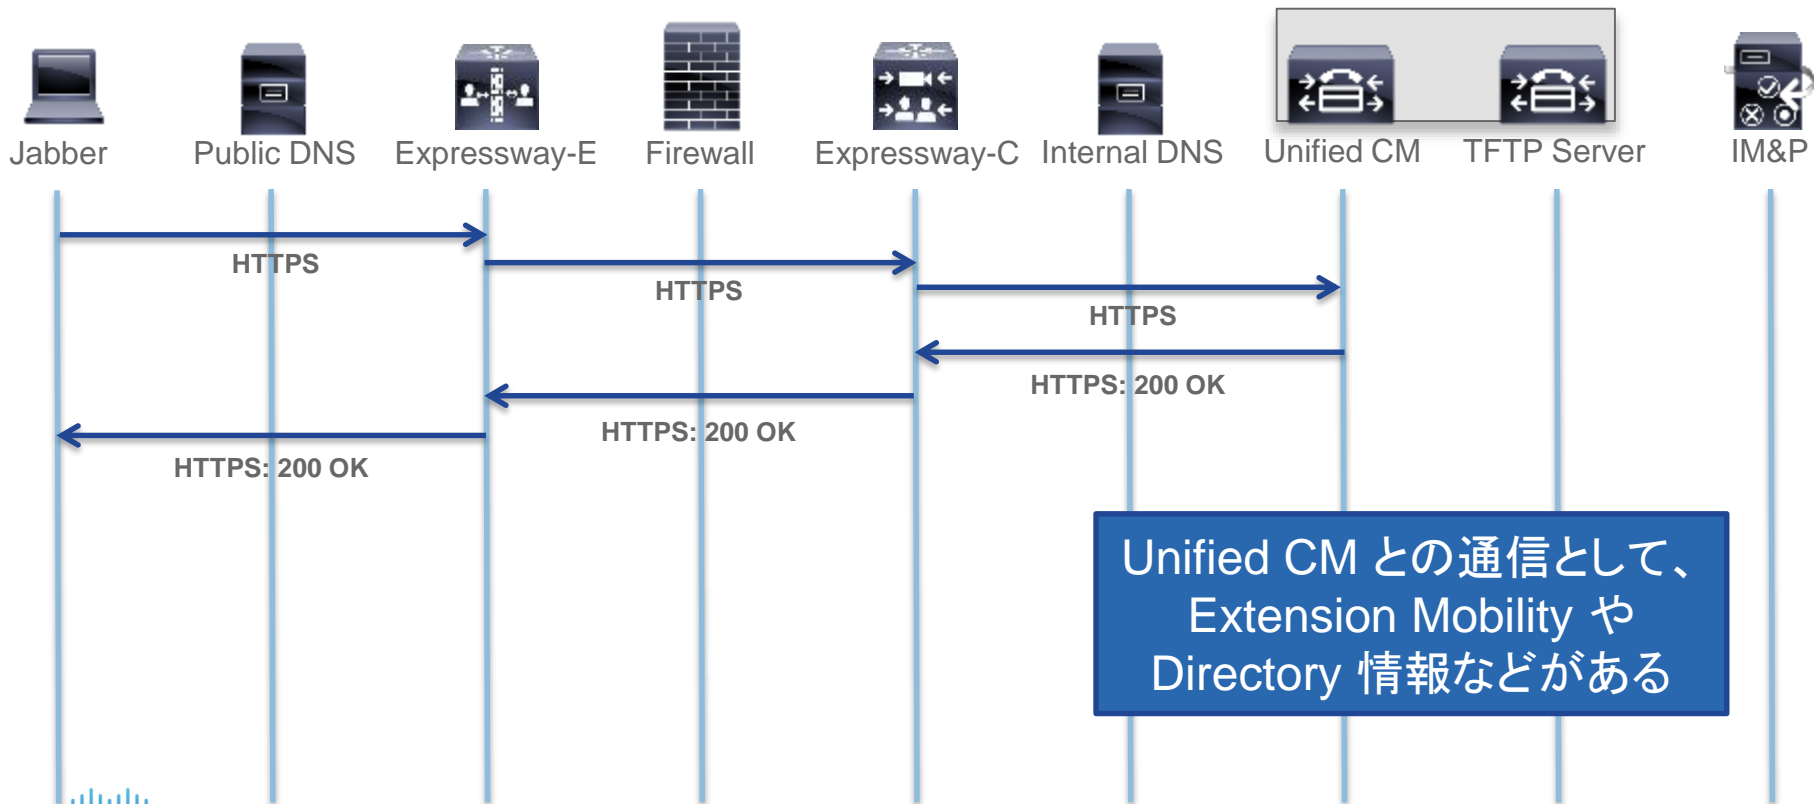 Jabber
Public DNS
Expressway-E
Firewall
Expressway-C
Internal DNS
Unified CM
TFTP Server
IM&P
HTTPS
HTTPS
HTTPS
HTTPS: 200 OK
HTTPS: 200 OK
HTTPS: 200 OK
Unified CM との通信として、
Extension Mobility や
Directory 情報などがある